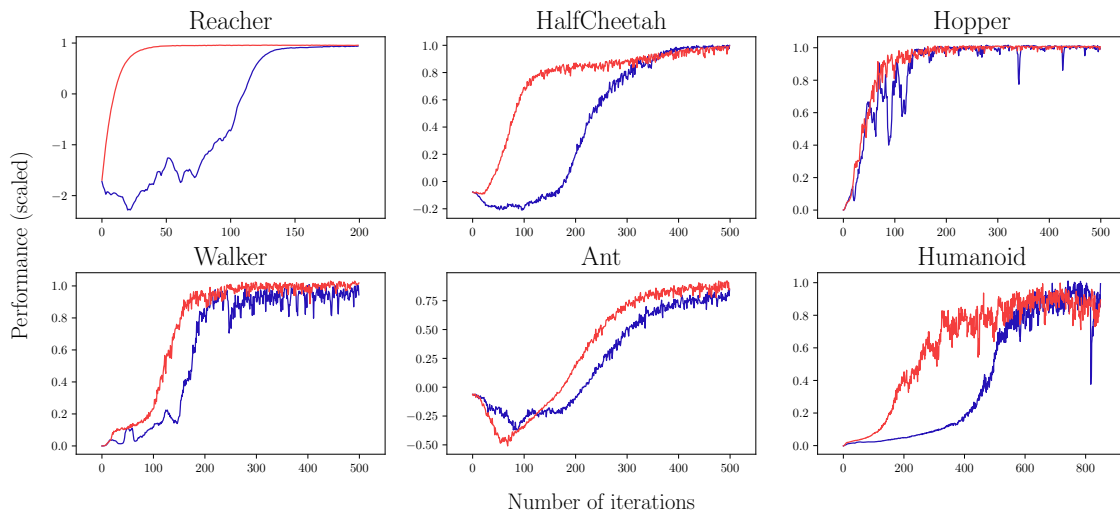 Reacher
HalfCheetah
Hopper
1
0
−1
−2
0 50 100 150 200
1.0
0.8
0.6
0.4
0.2
0.0
−0.2
0 100 200 300 400 500
1.0
0.8
0.6
0.4
0.2
0.0
0 100 200 300 400 500
Performance (scaled)
Walker
Ant
Humanoid
1.0
0.8
0.6
0.4
0.2
0.0
0 100 200 300 400 500
0.75
0.50
0.25
0.00
−0.25
−0.50
0 100 200 300 400 500
1.0
0.8
0.6
0.4
0.2
0.0
0 200 400 600 800
Number of iterations